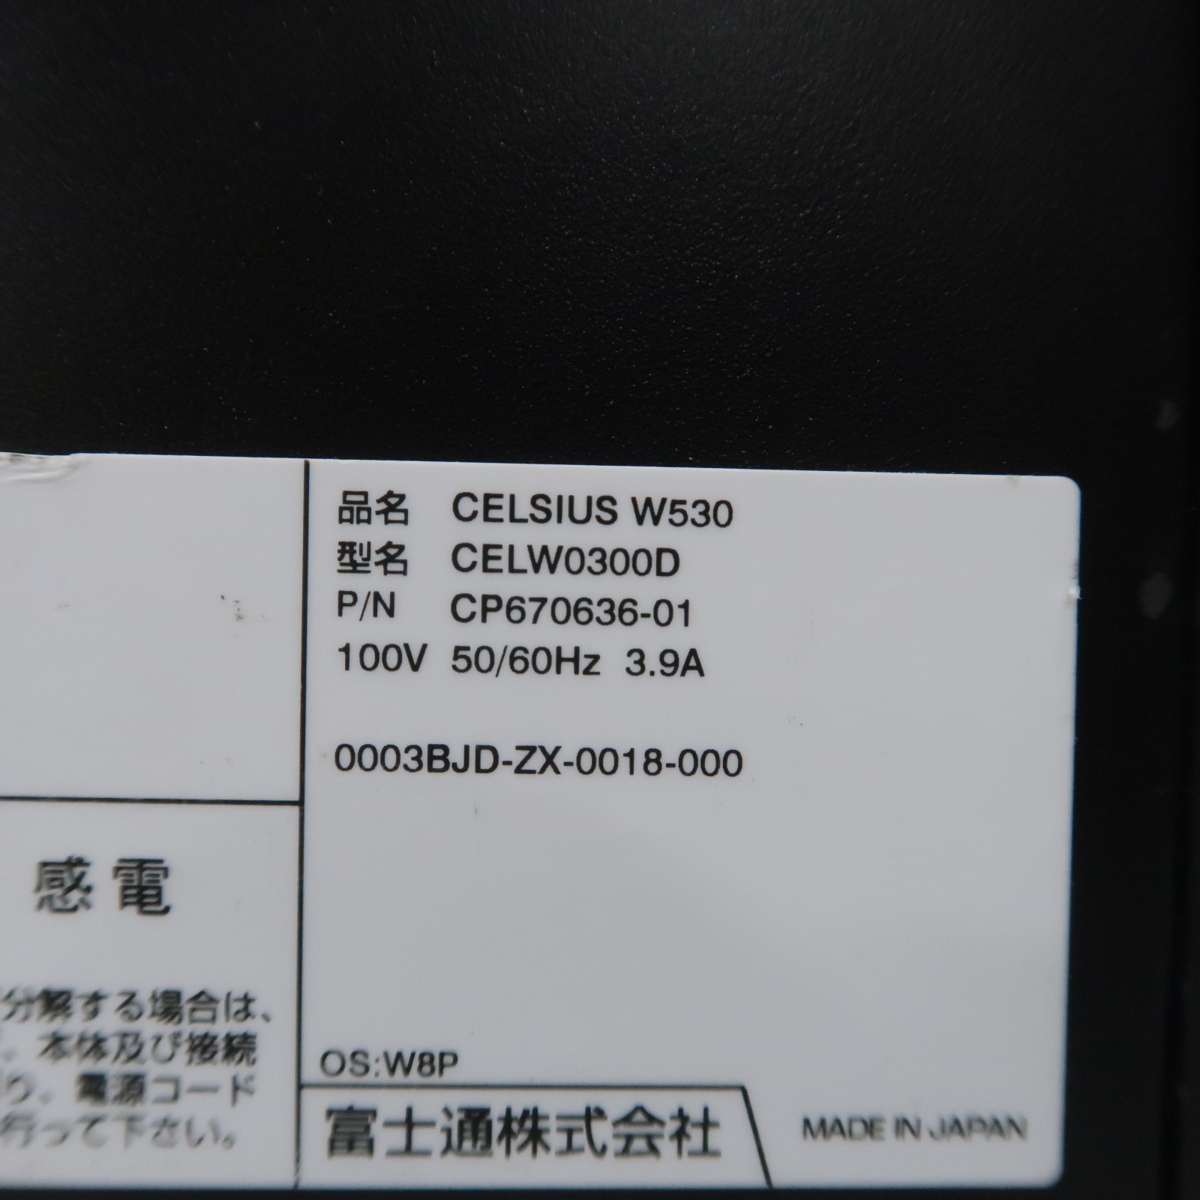 品名 CELSIUS W530
型名 CELW0300D
P/N CP670636-01
100V 50/60Hz 3.9A
0003BJD-ZX-0018-000
感電
分解する場合は、
、本体及び接続
り、電源コード
行って下さい。
OS:W8P
富士通株式会社
MADE IN JAPAN